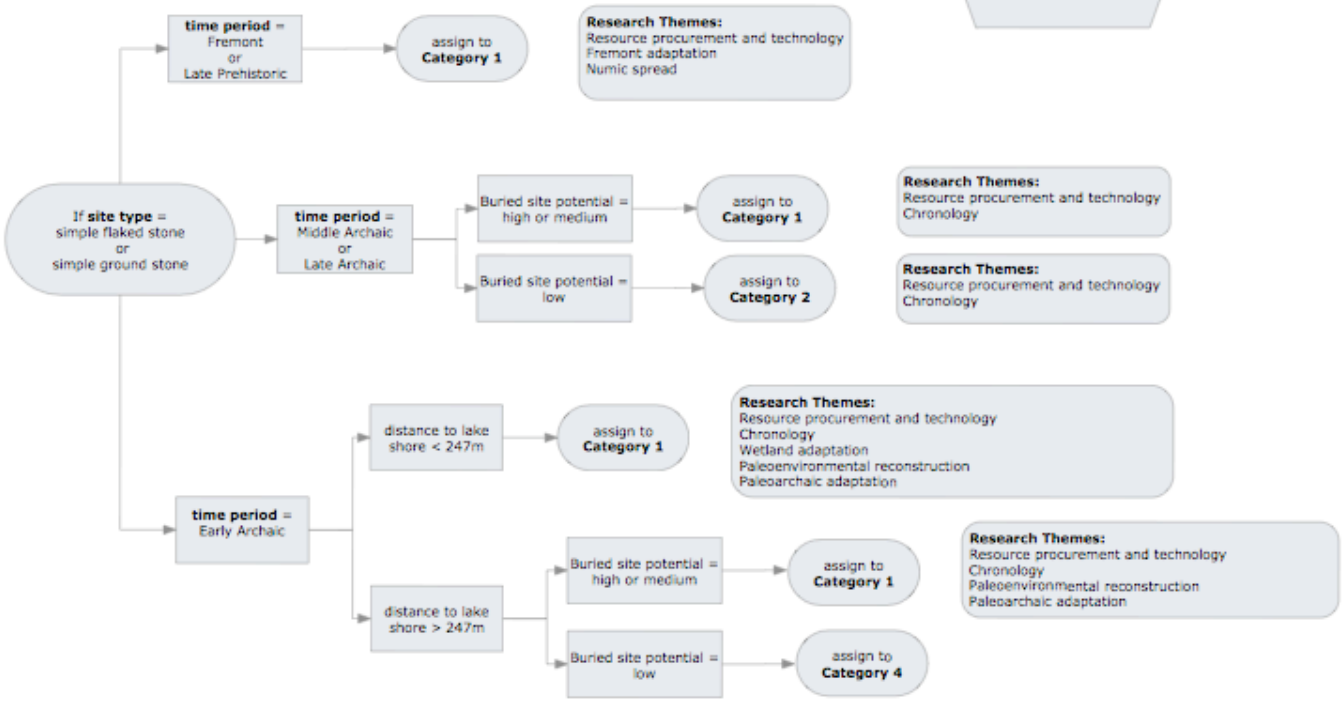 time period =
Fremont
or
Late Prehistoric
assign to
Category 1
Research Themes:
Resource procurement and technology
Fremont adaptation
Numic spread
If site type =
simple flaked stone
or
simple ground stone
time period =
Middle Archaic
or
Late Archaic
Buried site potential =
high or medium
assign to
Category 1
Research Themes:
Resource procurement and technology
Chronology
Buried site potential =
low
assign to
Category 2
Research Themes:
Resource procurement and technology
Chronology
time period =
Early Archaic
distance to lake
shore < 247m
assign to
Category 1
Research Themes:
Resource procurement and technology
Chronology
Wetland adaptation
Paleoenvironmental reconstruction
Paleoarchaic adaptation
distance to lake
shore > 247m
Buried site potential =
high or medium
assign to
Category 1
Research Themes:
Resource procurement and technology
Chronology
Paleoenvironmental reconstruction
Paleoarchaic adaptation
Buried site potential =
low
assign to
Category 4